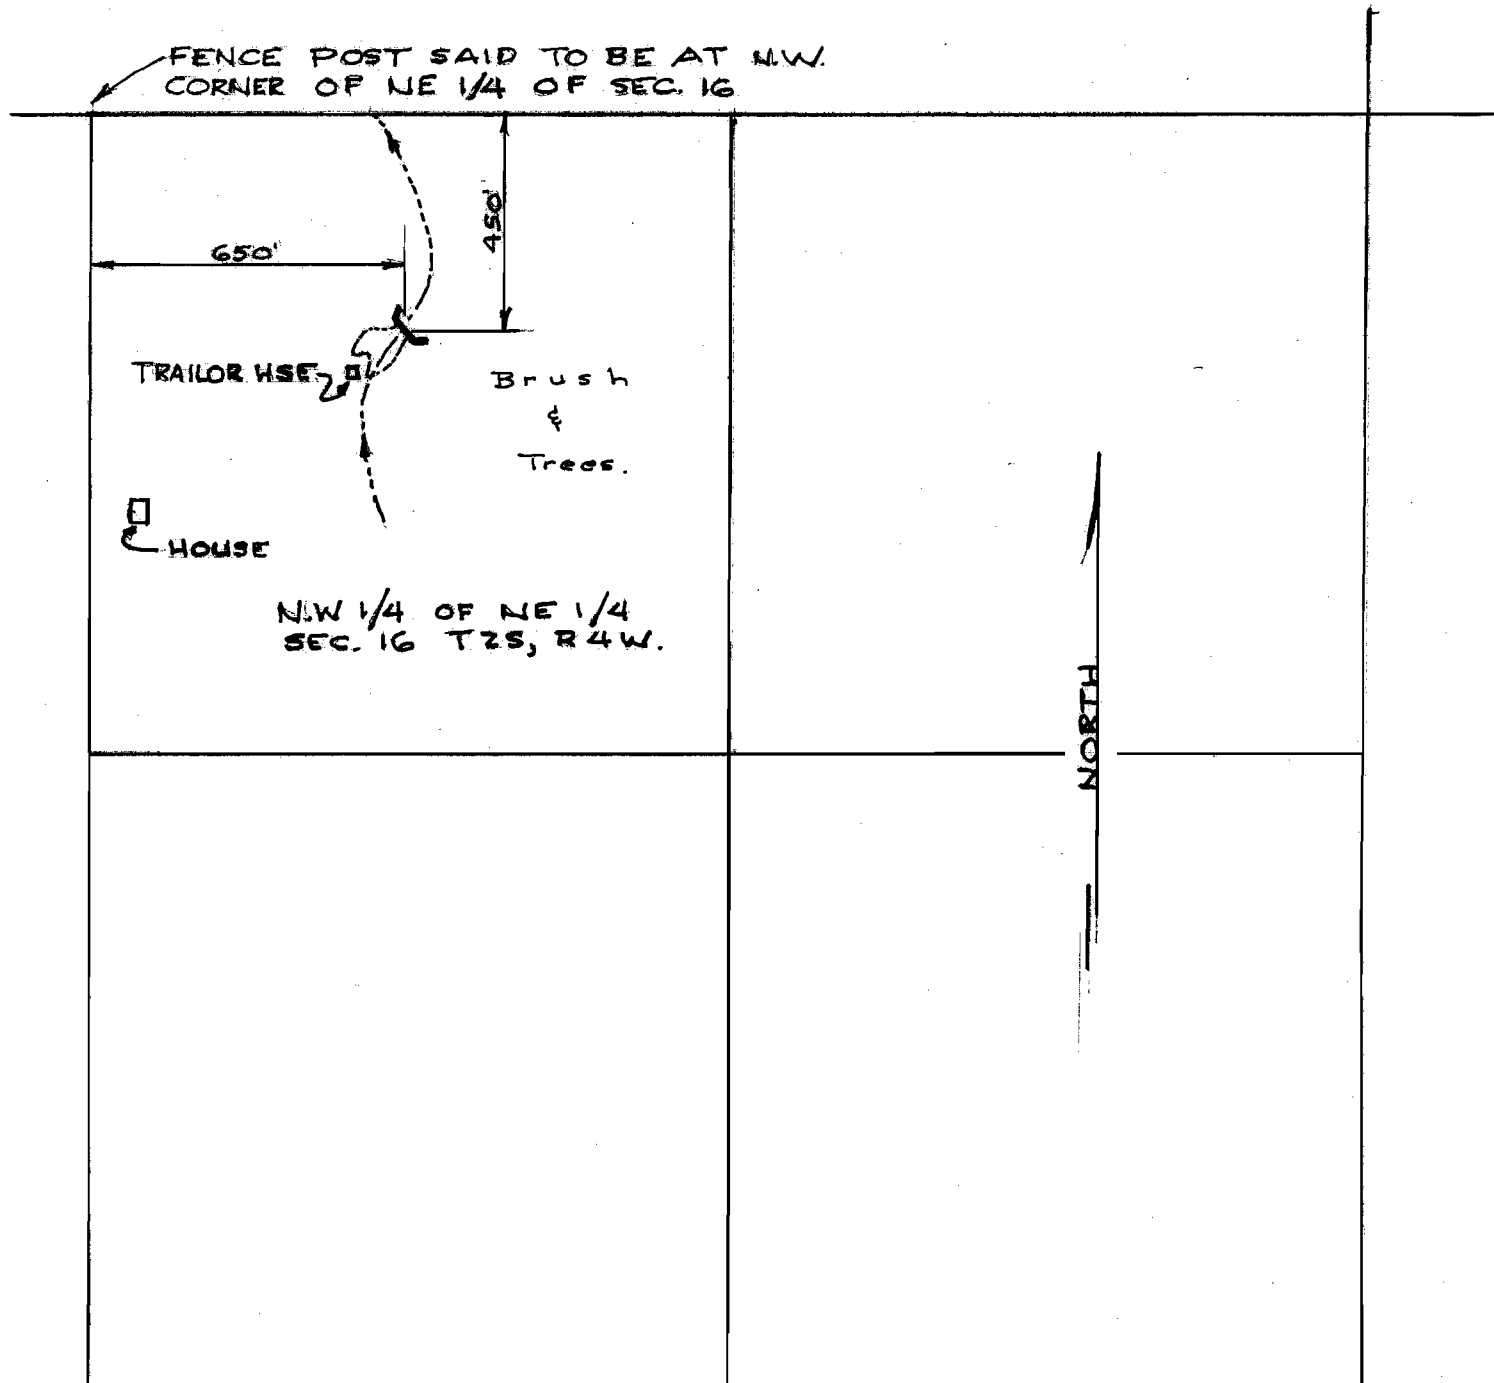 FENCE POST SAID TO BE AT N.W.
CORNER OF NE 1/4 OF SEC. 16
450'
650'
TRAILOR HSE
Brush
&
Trees.
HOUSE
N.W 1/4 OF NE 1/4
SEC. 16 T2S, R4W.
NORTH